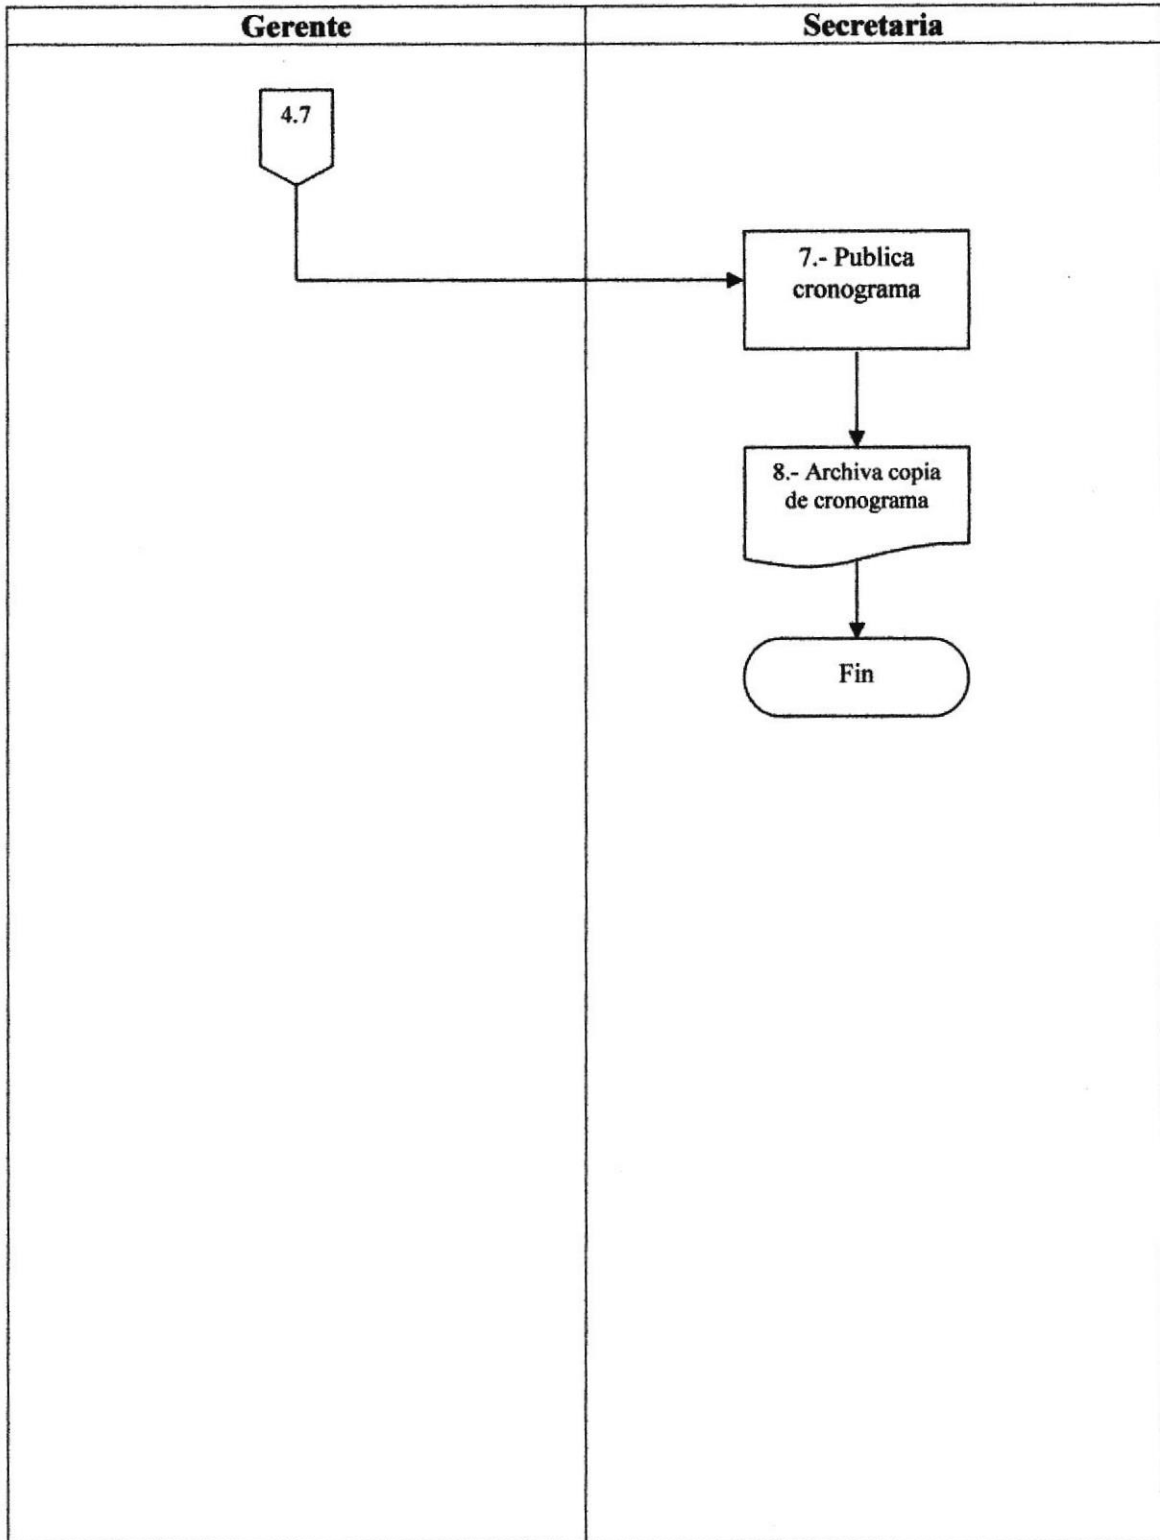 Gerente
Secretaria
4.7
7.- Publica
cronograma
8.- Archiva copia
de cronograma
Fin